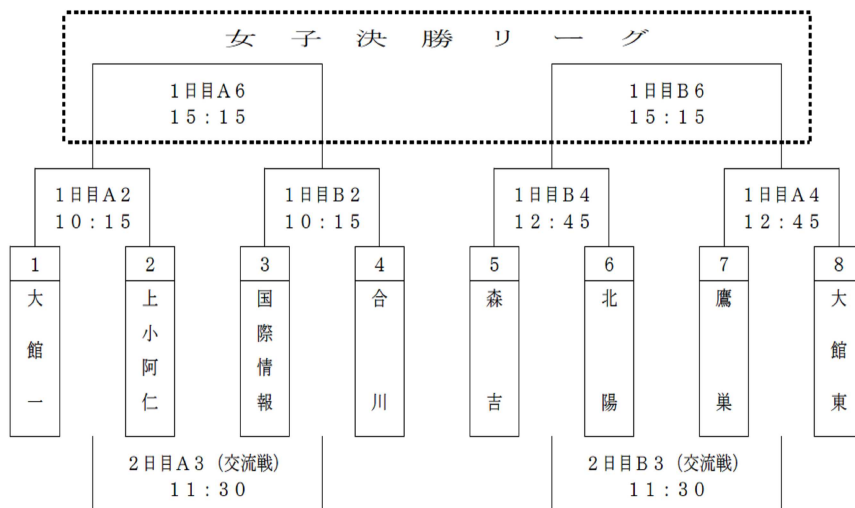 女子決勝リーグ
1日目A6
15:15
1日目B6
15:15
1日目A2
10:15
1日目B2
10:15
1日目B4
12:45
1日目A4
12:45
1
2
3
4
5
6
7
8
大館一
上小阿仁
国際情報
合川
森吉
北陽
鷹巣
大館東
2日目A3(交流戦)
11:30
2日目B3(交流戦)
11:30